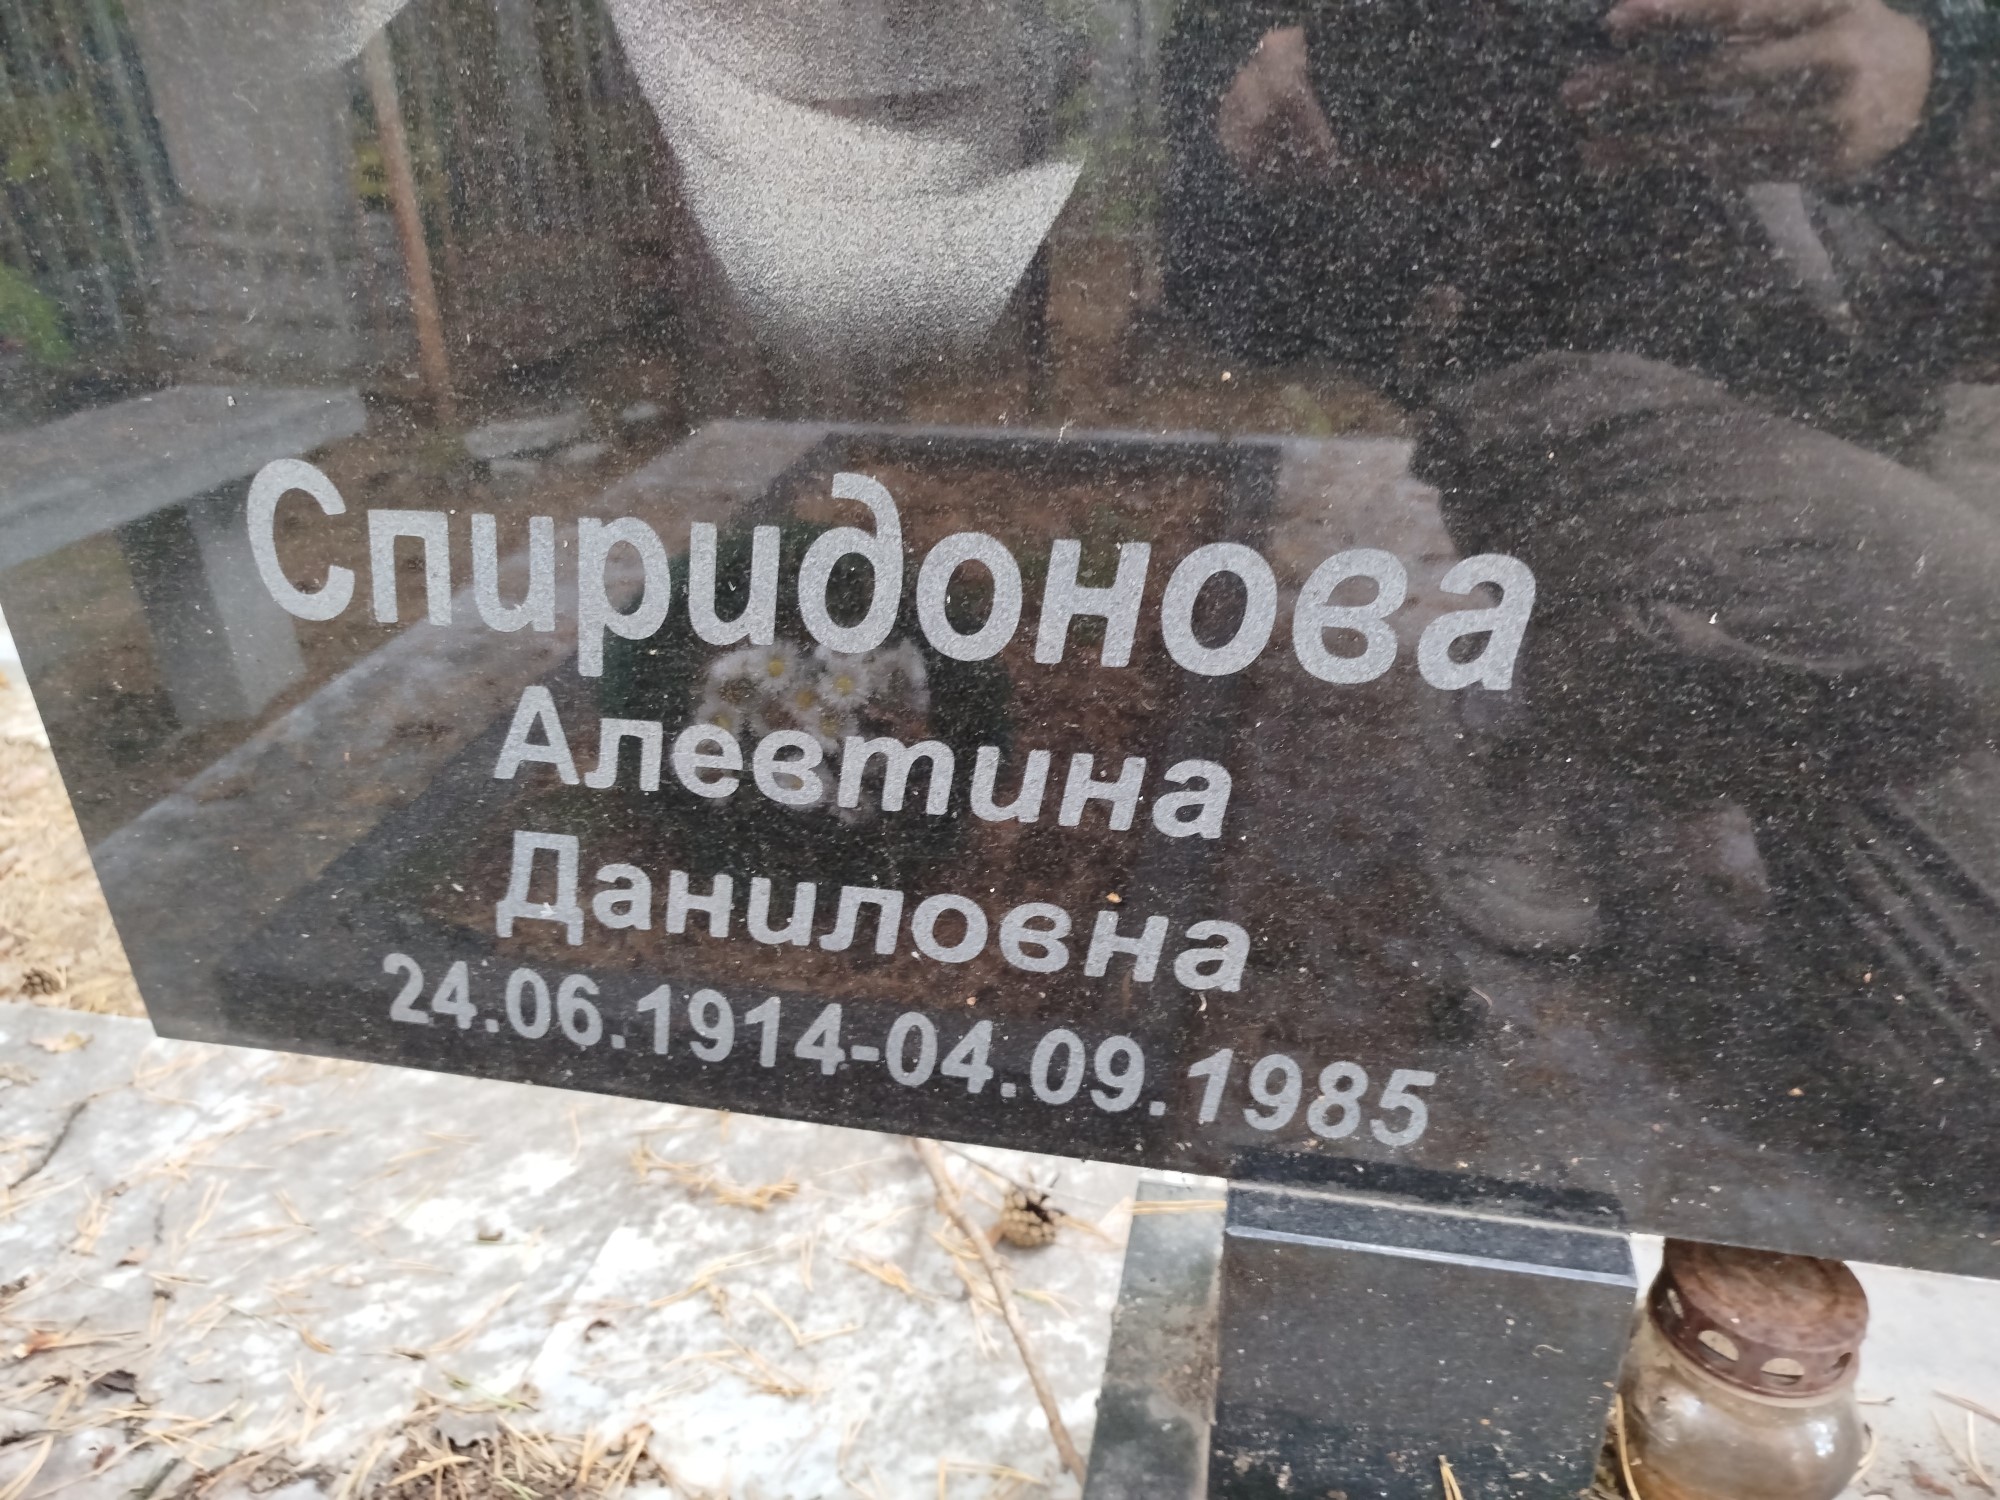 Спиридонова
Алевтина
Даниловна
24.06.1914-04.09.1985